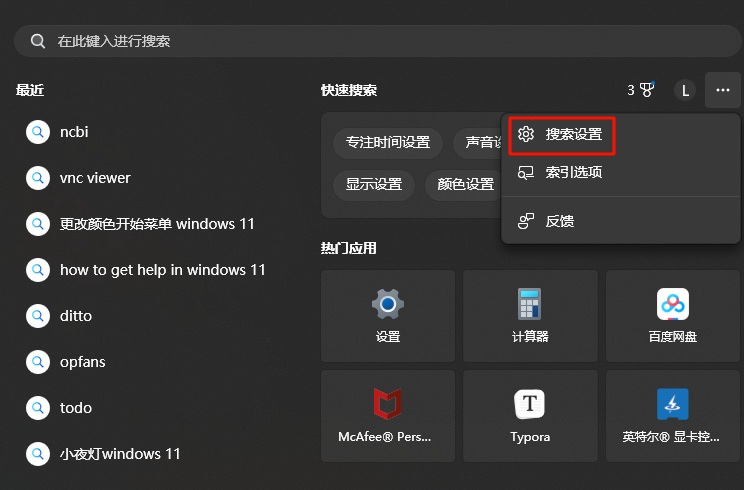 在此键入进行搜索
最近
快速搜索
3
L
ncbi
vnc viewer
更改颜色开始菜单 windows 11
how to get help in windows 11
ditto
opfans
todo
小夜灯windows 11
专注时间设置
声音设
显示设置
颜色设置
搜索设置
索引选项
反馈
热门应用
设置
计算器
百度网盘
McAfee® Pers...
T
Typora
英特尔® 显卡控...